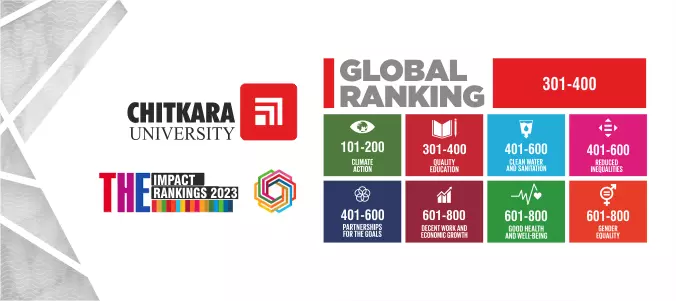 CHITKARA
UNIVERSITY
THE IMPACT
RANKINGS 2023
GLOBAL
RANKING
301-400
101-200
CLIMATE
ACTION
301-400
QUALITY
EDUCATION
401-600
CLEAN WATER
AND SANITATION
401-600
REDUCED
INEQUALITIES
401-600
PARTNERSHIPS
FOR THE GOALS
601-800
DECENT WORK AND
ECONOMIC GROWTH
601-800
GOOD HEALTH
AND WELL-BEING
601-800
GENDER
EQUALITY